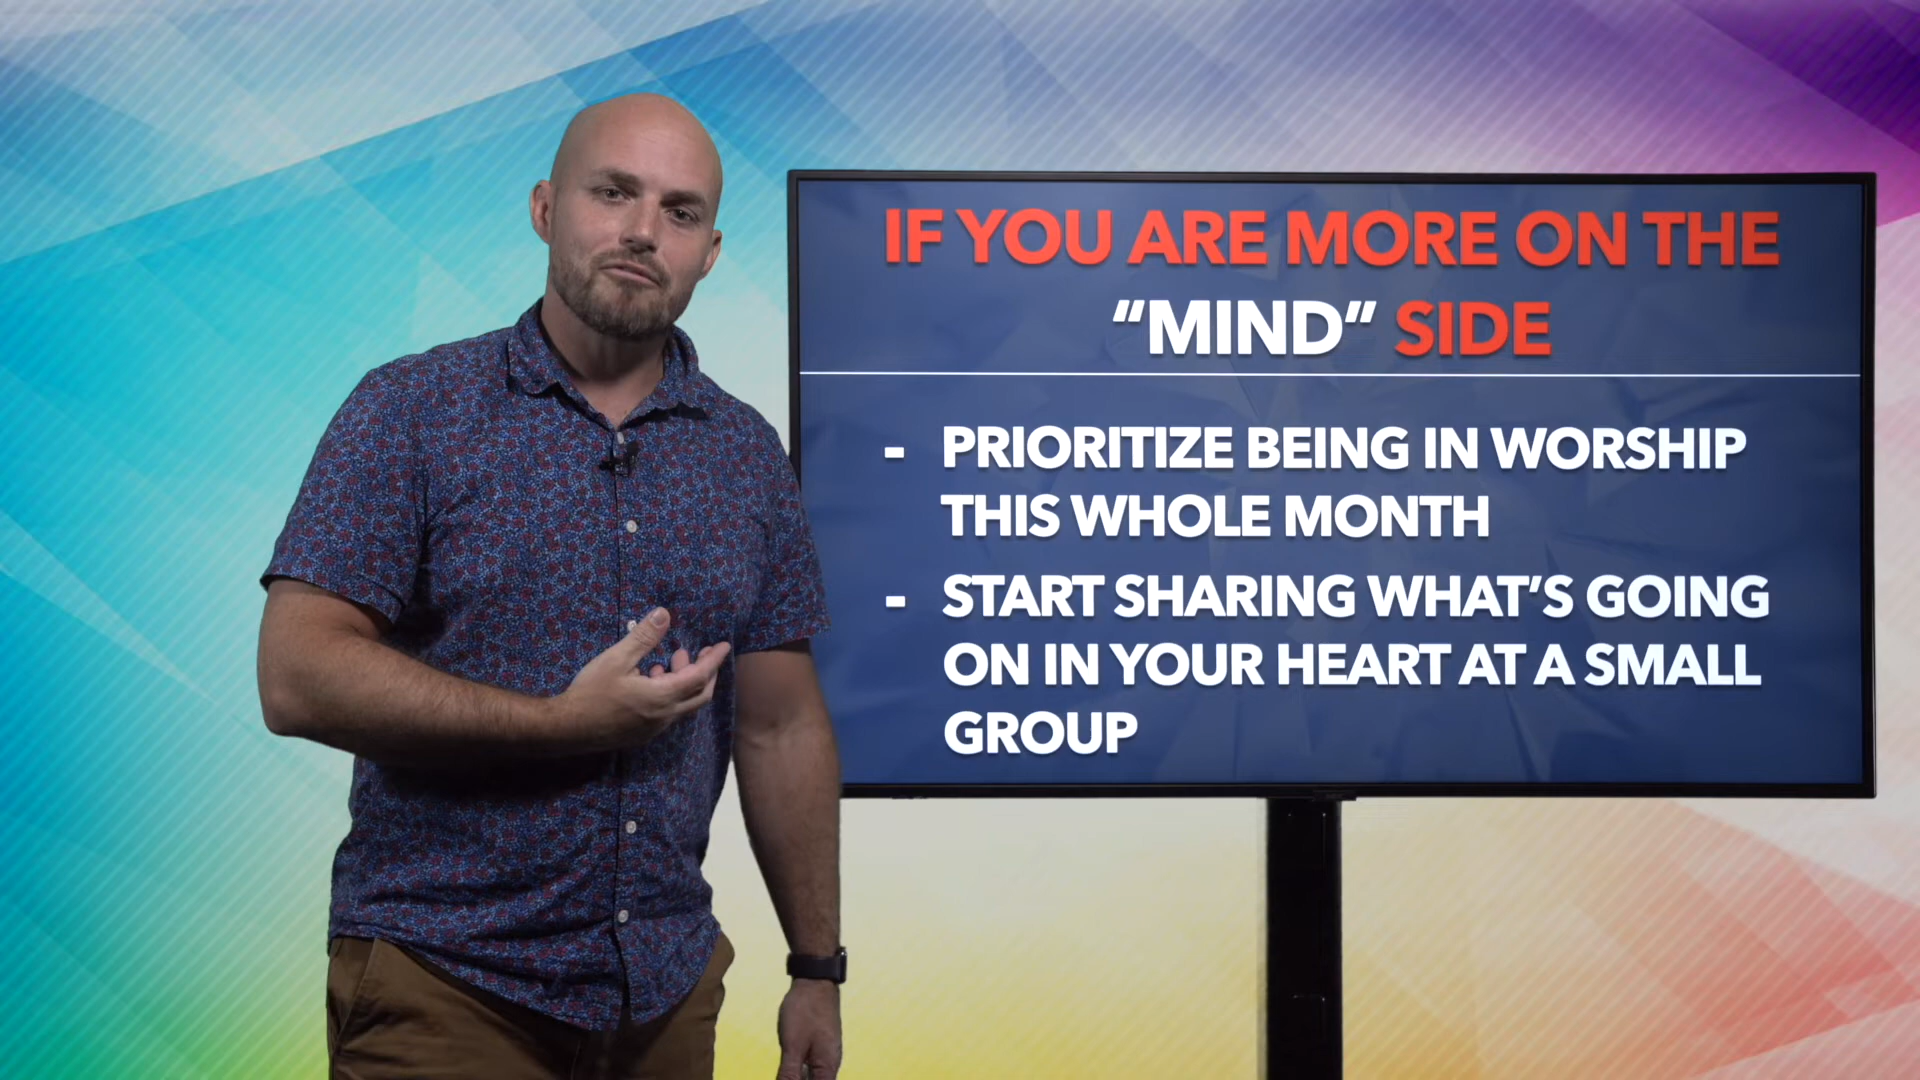 IF YOU ARE MORE ON THE
“MIND” SIDE
- PRIORITIZE BEING IN WORSHIP
THIS WHOLE MONTH
- START SHARING WHAT’S GOING
ON IN YOUR HEART AT A SMALL
GROUP